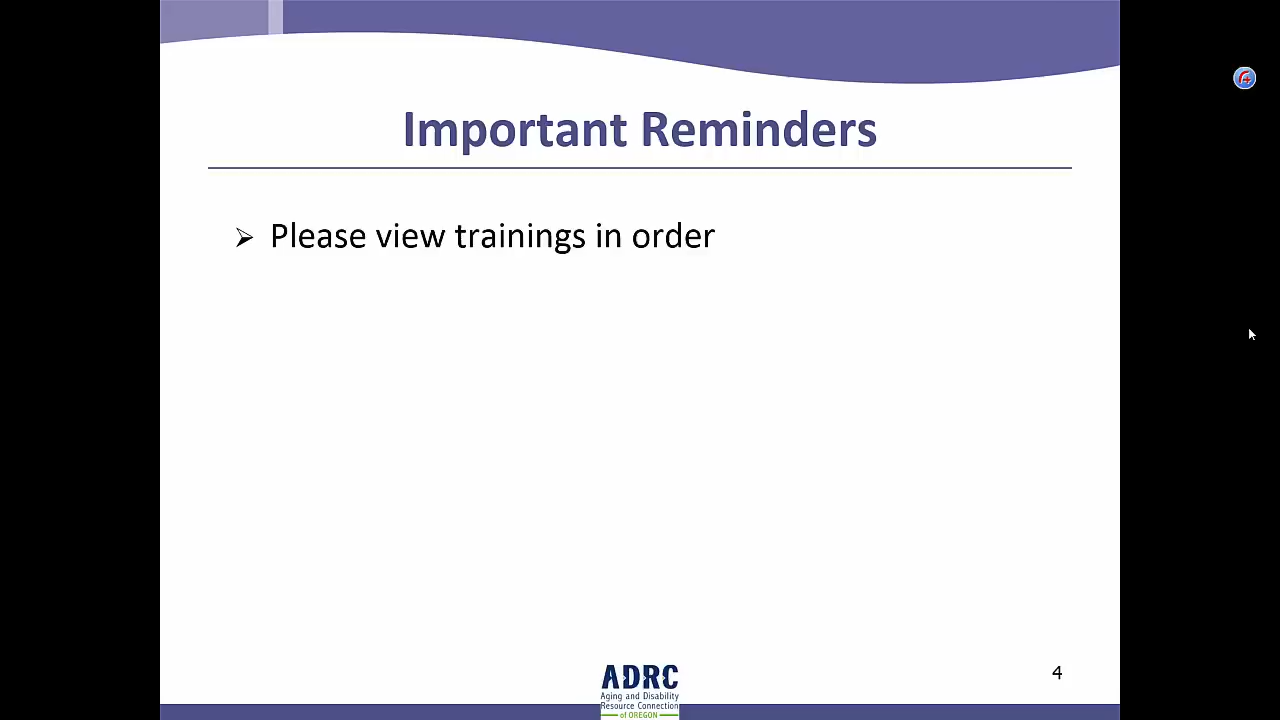 Important Reminders
Please view trainings in order
4
ADRC
Aging and Disability
Resource Connection
of OREGON